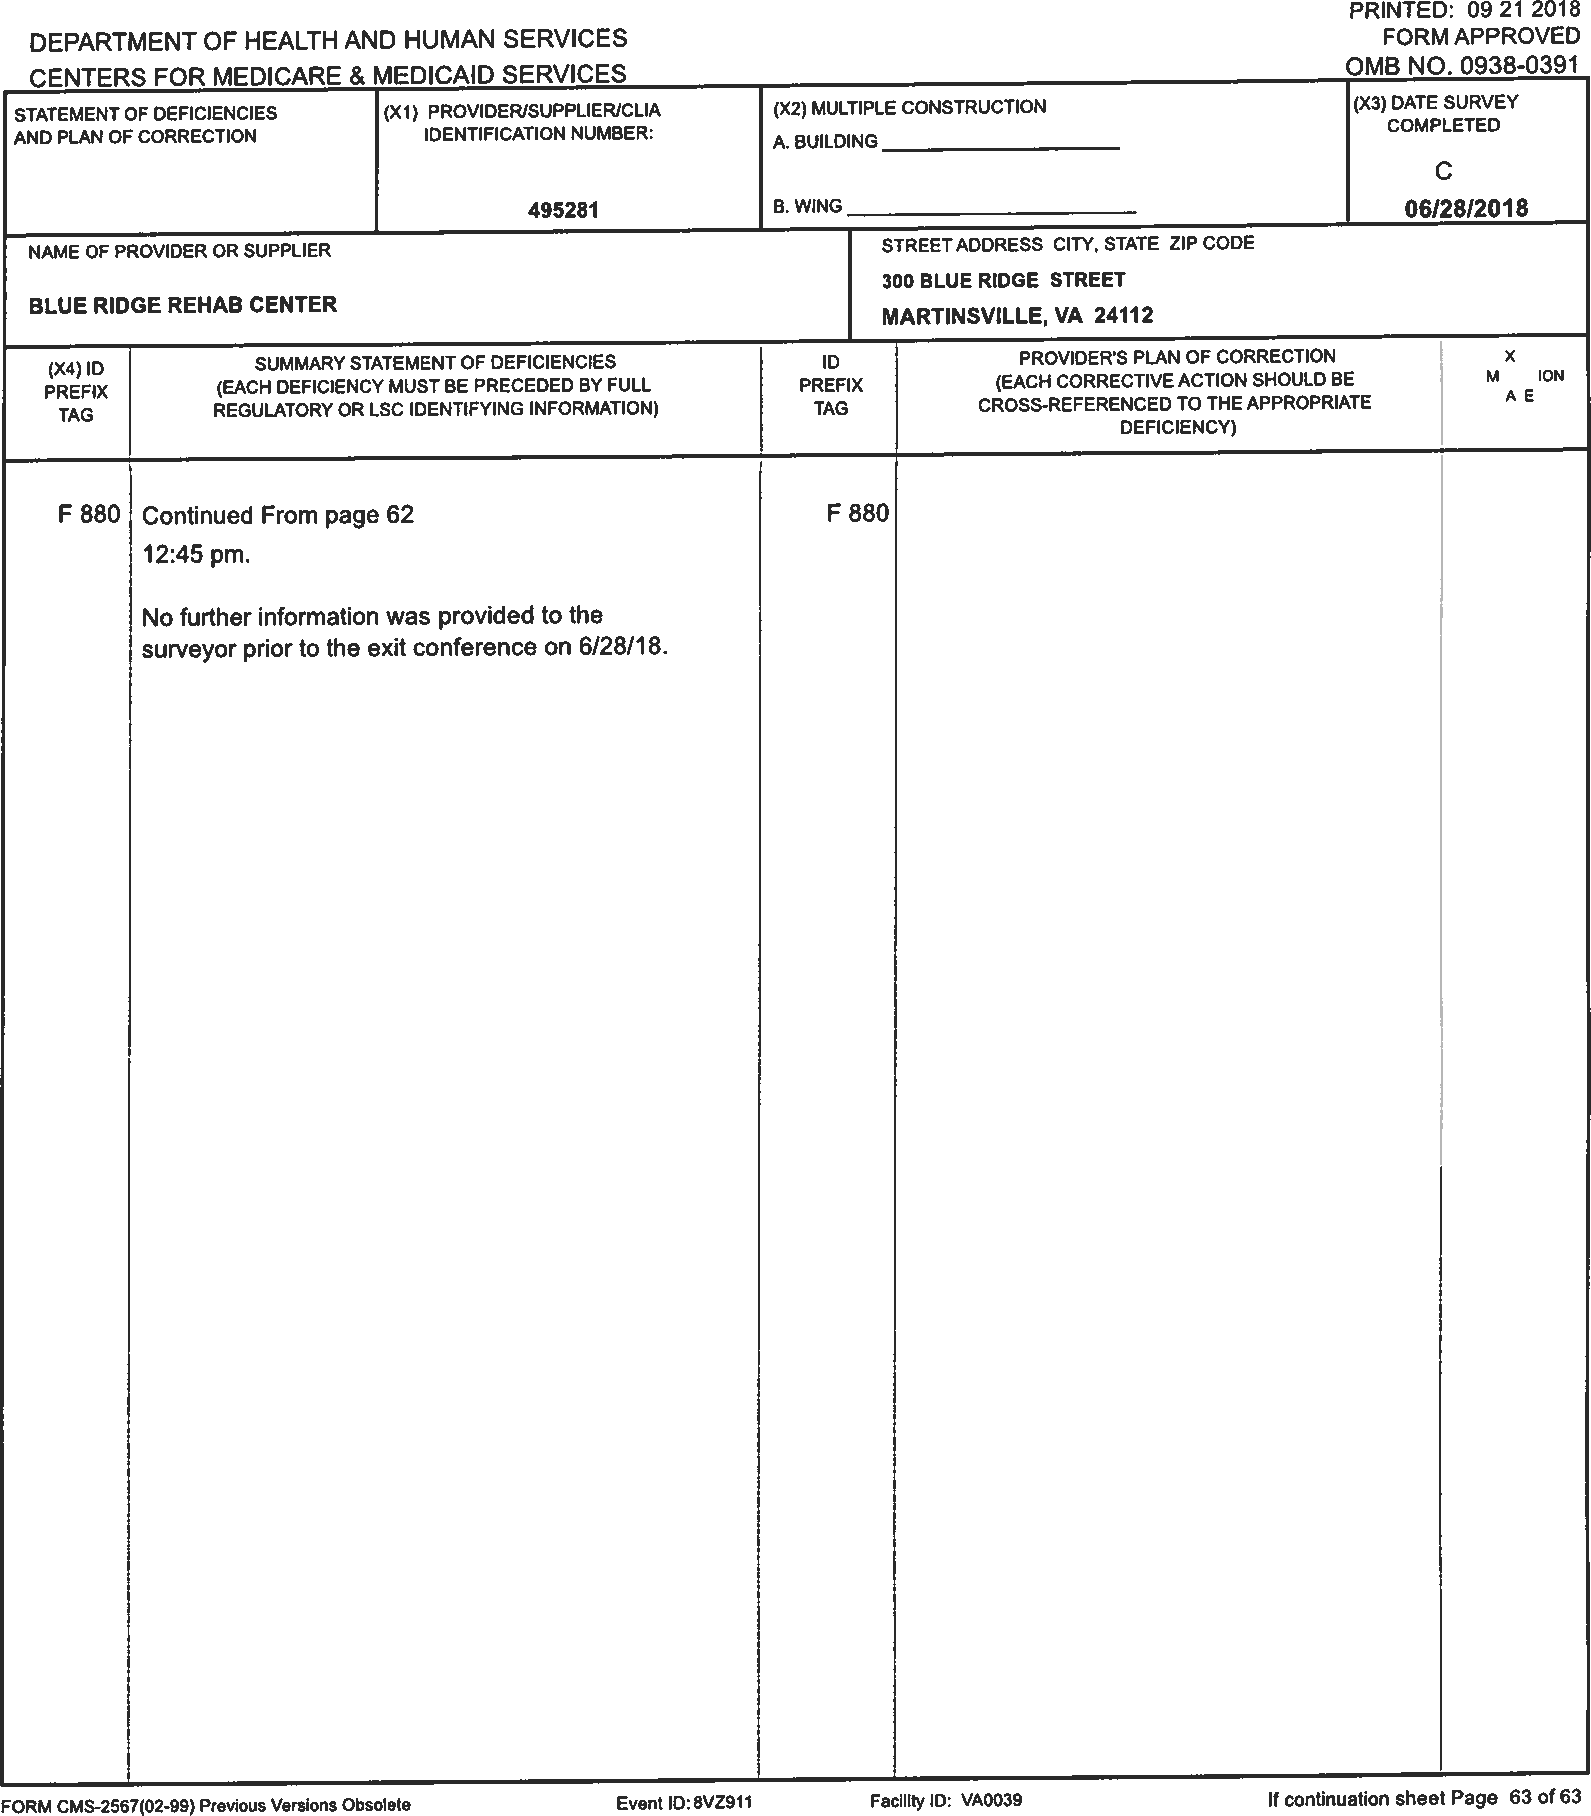 PRINTED: 09 21 2018
DEPARTMENT OF HEALTH AND HUMAN SERVICES
FORM APPROVED
CENTERS FOR MEDICARE & MEDICAID SERVICES
OMB NO. 0938-0391
STATEMENT OF DEFICIENCIES
AND PLAN OF CORRECTION
(X1) PROVIDER/SUPPLIER/CLIA
IDENTIFICATION NUMBER:
495281
(X2) MULTIPLE CONSTRUCTION
A. BUILDING
B. WING
(X3) DATE SURVEY
COMPLETED
C
06/28/2018
NAME OF PROVIDER OR SUPPLIER
BLUE RIDGE REHAB CENTER
STREET ADDRESS CITY, STATE ZIP CODE
300 BLUE RIDGE STREET
MARTINSVILLE, VA 24112
(X4) ID
PREFIX
TAG
SUMMARY STATEMENT OF DEFICIENCIES
(EACH DEFICIENCY MUST BE PRECEDED BY FULL
REGULATORY OR LSC IDENTIFYING INFORMATION)
ID
PREFIX
TAG
PROVIDER'S PLAN OF CORRECTION
(EACH CORRECTIVE ACTION SHOULD BE
CROSS-REFERENCED TO THE APPROPRIATE
DEFICIENCY)
X
M ION
A E
F 880
Continued From page 62
12:45 pm.
No further information was provided to the
surveyor prior to the exit conference on 6/28/18.
F 880
FORM CMS-2567(02-99) Previous Versions Obsolete
Event ID: 8VZ911
Facility ID: VA0039
If continuation sheet Page 63 of 63